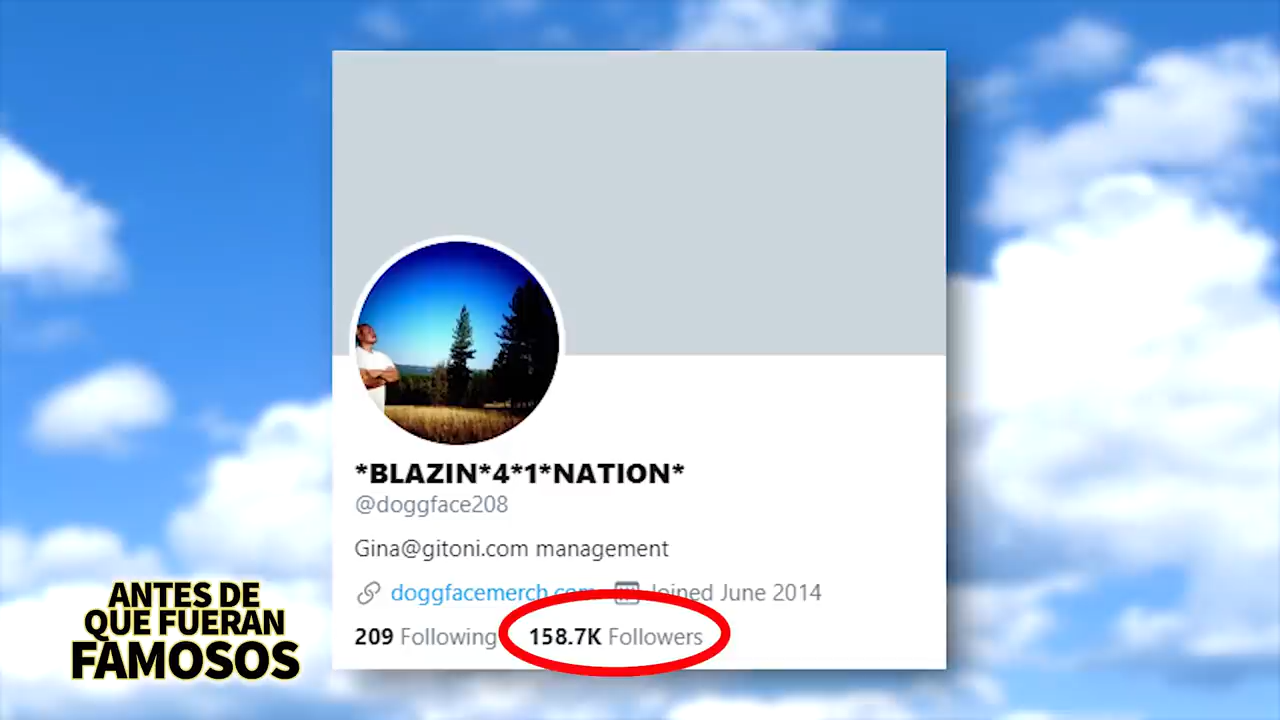 *BLAZIN*4*1*NATION*
@doggface208
Gina@gitoni.com management
doggfacemerch.com Joined June 2014
209 Following 158.7K Followers
ANTES DE
QUE FUERAN
FAMOSOS